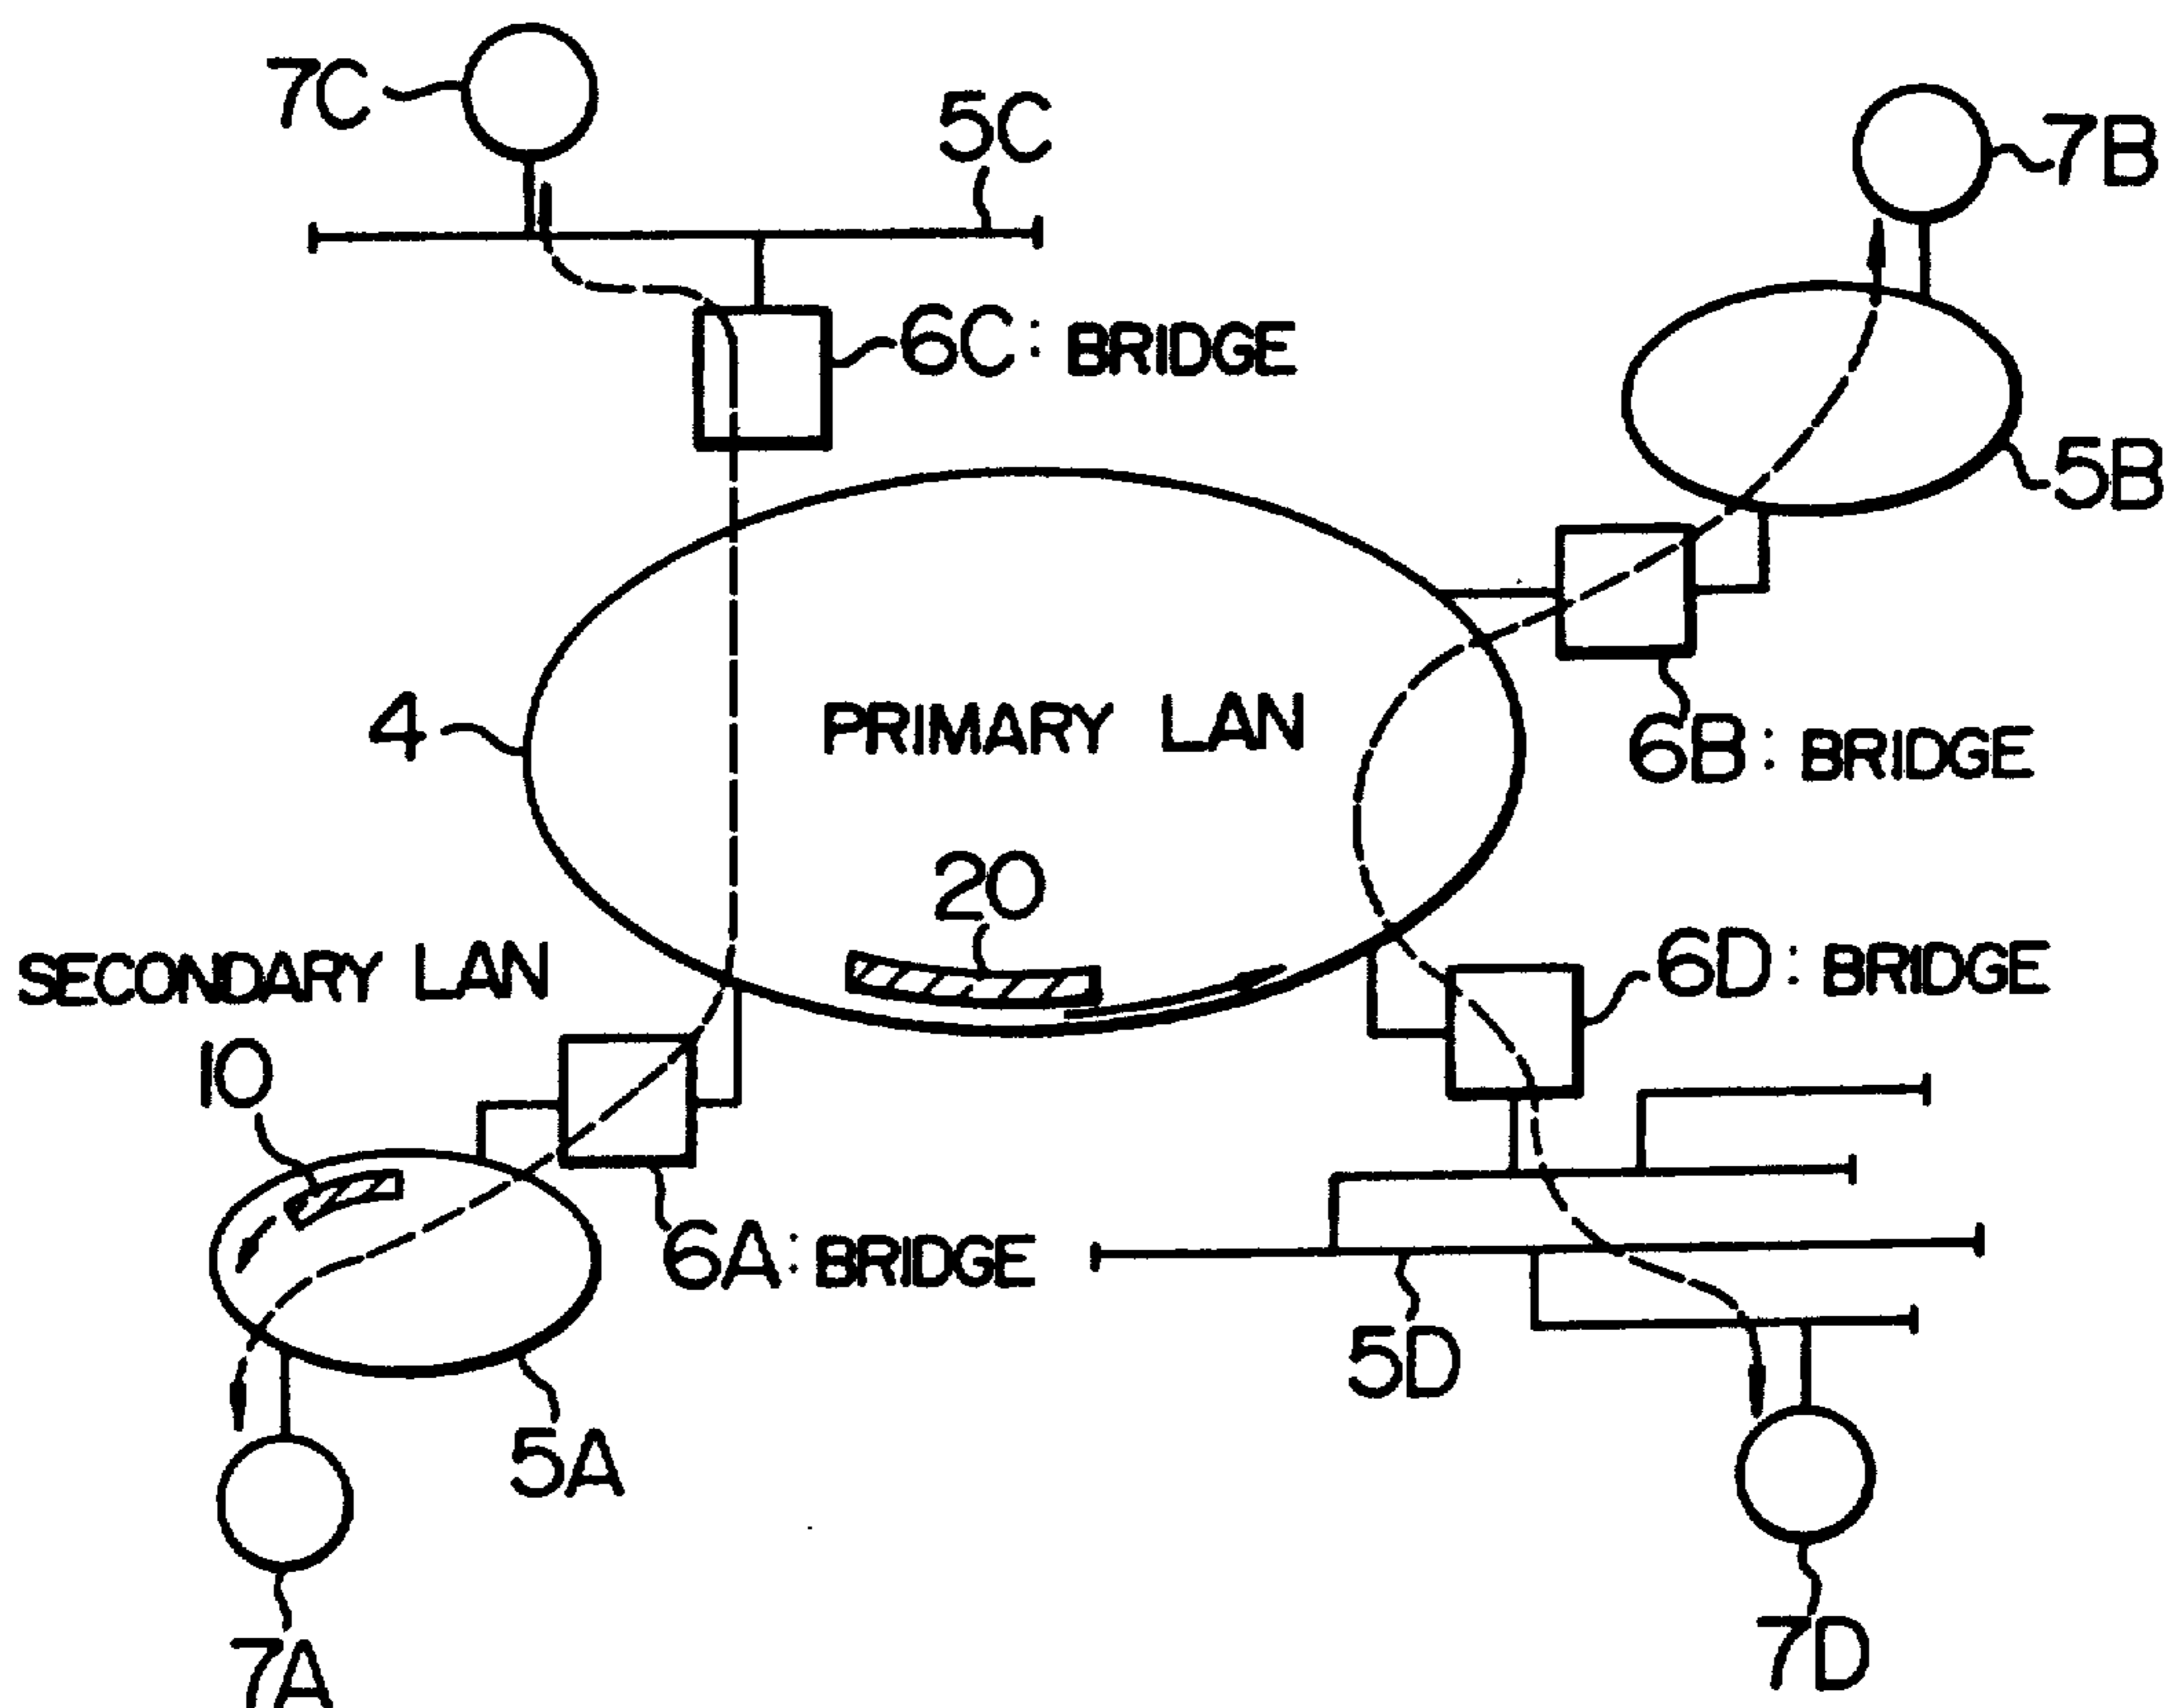 7C
5C
7B
6C: BRIDGE
5B
4
PRIMARY LAN
6B: BRIDGE
20
SECONDARY LAN
6D: BRIDGE
10
6A: BRIDGE
5D
5A
7A
7D